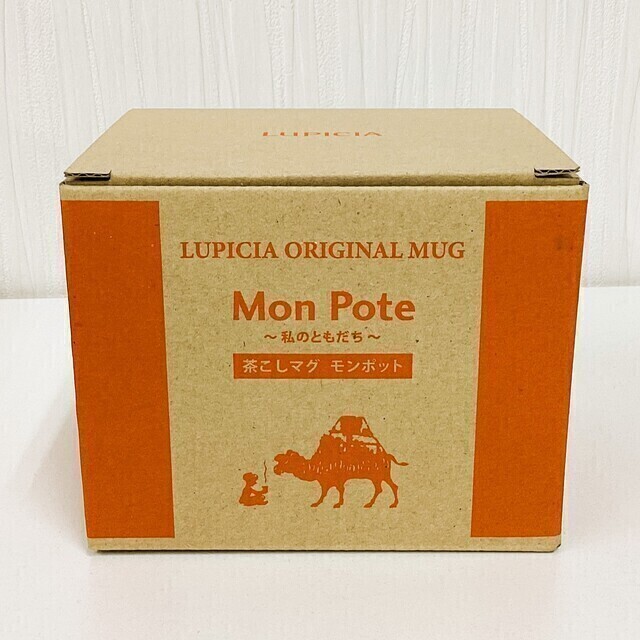 LUPICIA
LUPICIA ORIGINAL MUG
Mon Pote
~私のともだち~
茶こしマグ モンポット